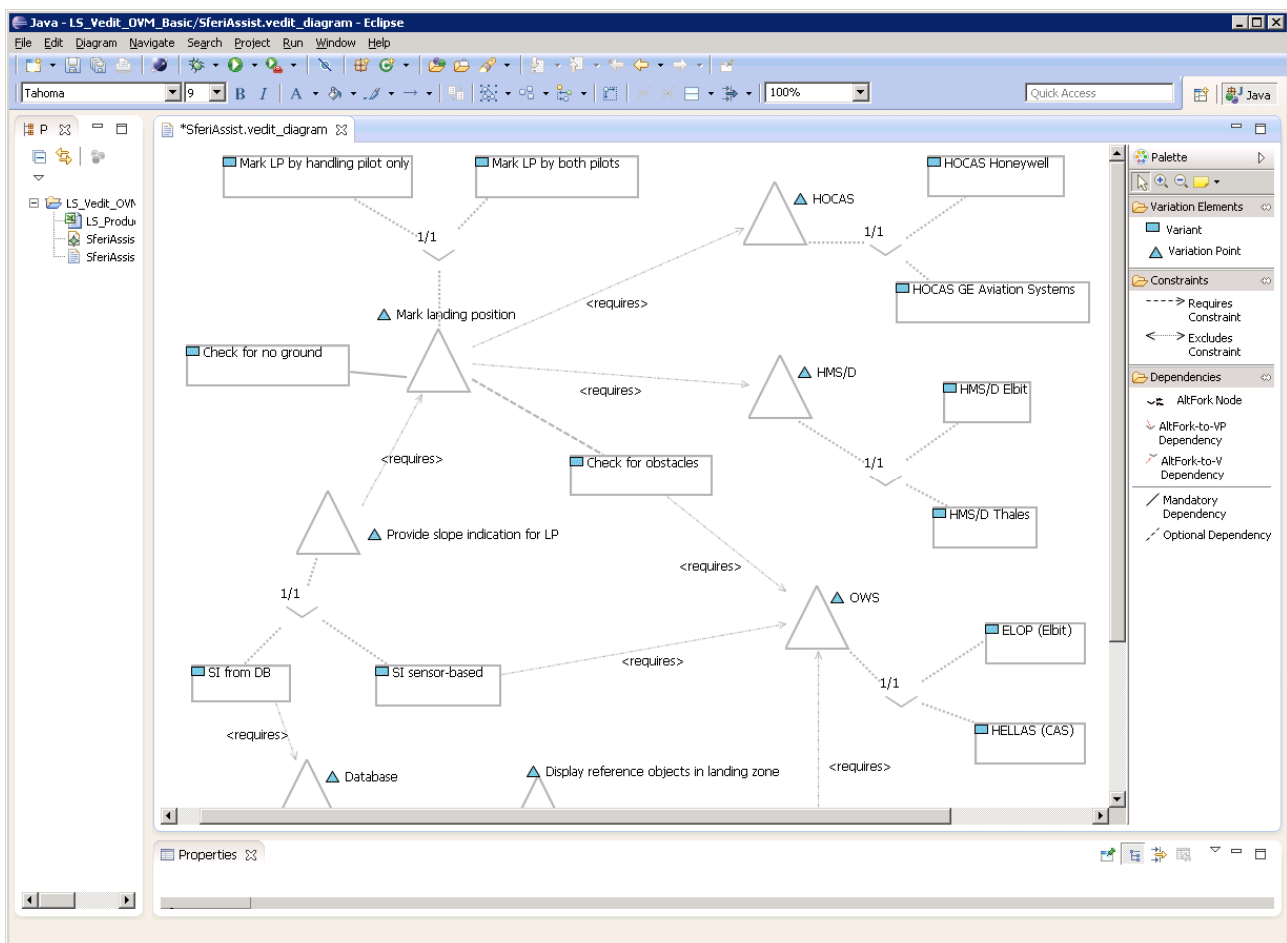 Java - LS_Vedit_OVM_Basic/SferiAssist.vedit_diagram - Eclipse
File Edit Diagram Navigate Search Project Run Window Help
Tahoma 9 B I A 100% Quick Access Java
P *SferiAssist.vedit_diagram
LS_Vedit_OVM
LS_Produ
SferiAssis
SferiAssis
Mark LP by handling pilot only
Mark LP by both pilots
HOCAS Honeywell
HOCAS
1/1
1/1
HOCAS GE Aviation Systems
<requires>
Mark landing position
Check for no ground
HMS/D
<requires>
HMS/D Elbit
<requires>
Check for obstacles
1/1
HMS/D Thales
Provide slope indication for LP
<requires>
1/1
OWS
ELOP (Elbit)
<requires>
SI from DB
SI sensor-based
1/1
HELLAS (CAS)
<requires>
<requires>
Database
Display reference objects in landing zone
Palette
Variation Elements
Variant
Variation Point
Constraints
Requires
Constraint
Excludes
Constraint
Dependencies
AltFork Node
AltFork-to-VP
Dependency
AltFork-to-V
Dependency
Mandatory
Dependency
Optional Dependency
Properties